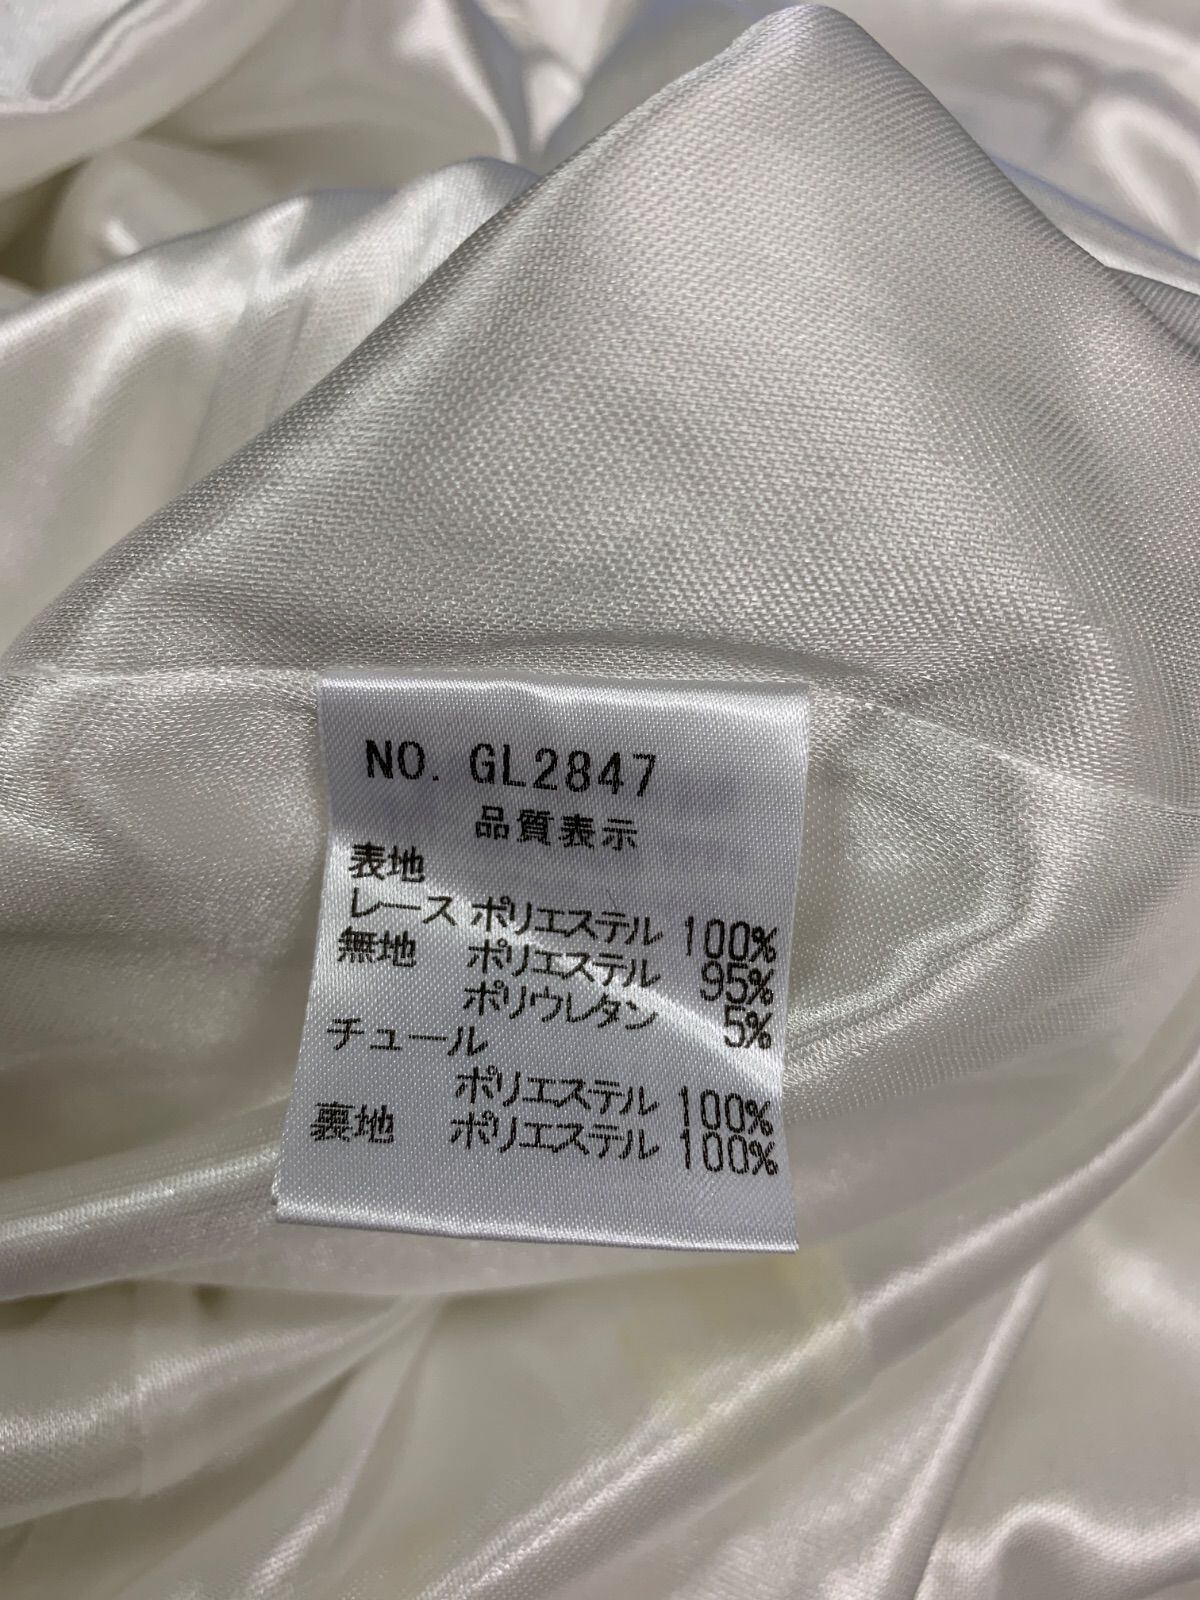 NO. GL2847
品質表示
表地
レース ポリエステル 100%
無地 ポリエステル 95%
ポリウレタン 5%
チュール
ポリエステル 100%
裏地 ポリエステル 100%